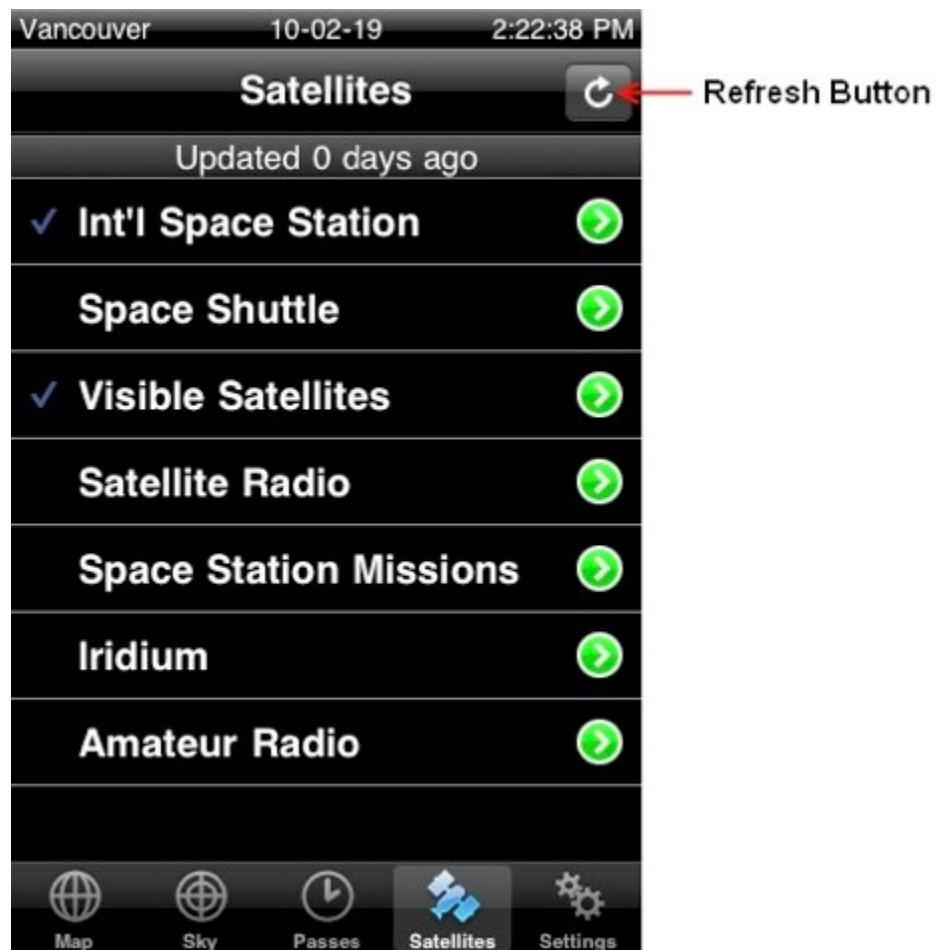 Vancouver 10-02-19 2:22:38 PM
Satellites
Refresh Button
Updated 0 days ago
Int'l Space Station
Space Shuttle
Visible Satellites
Satellite Radio
Space Station Missions
Iridium
Amateur Radio
Map Sky Passes Satellites Settings